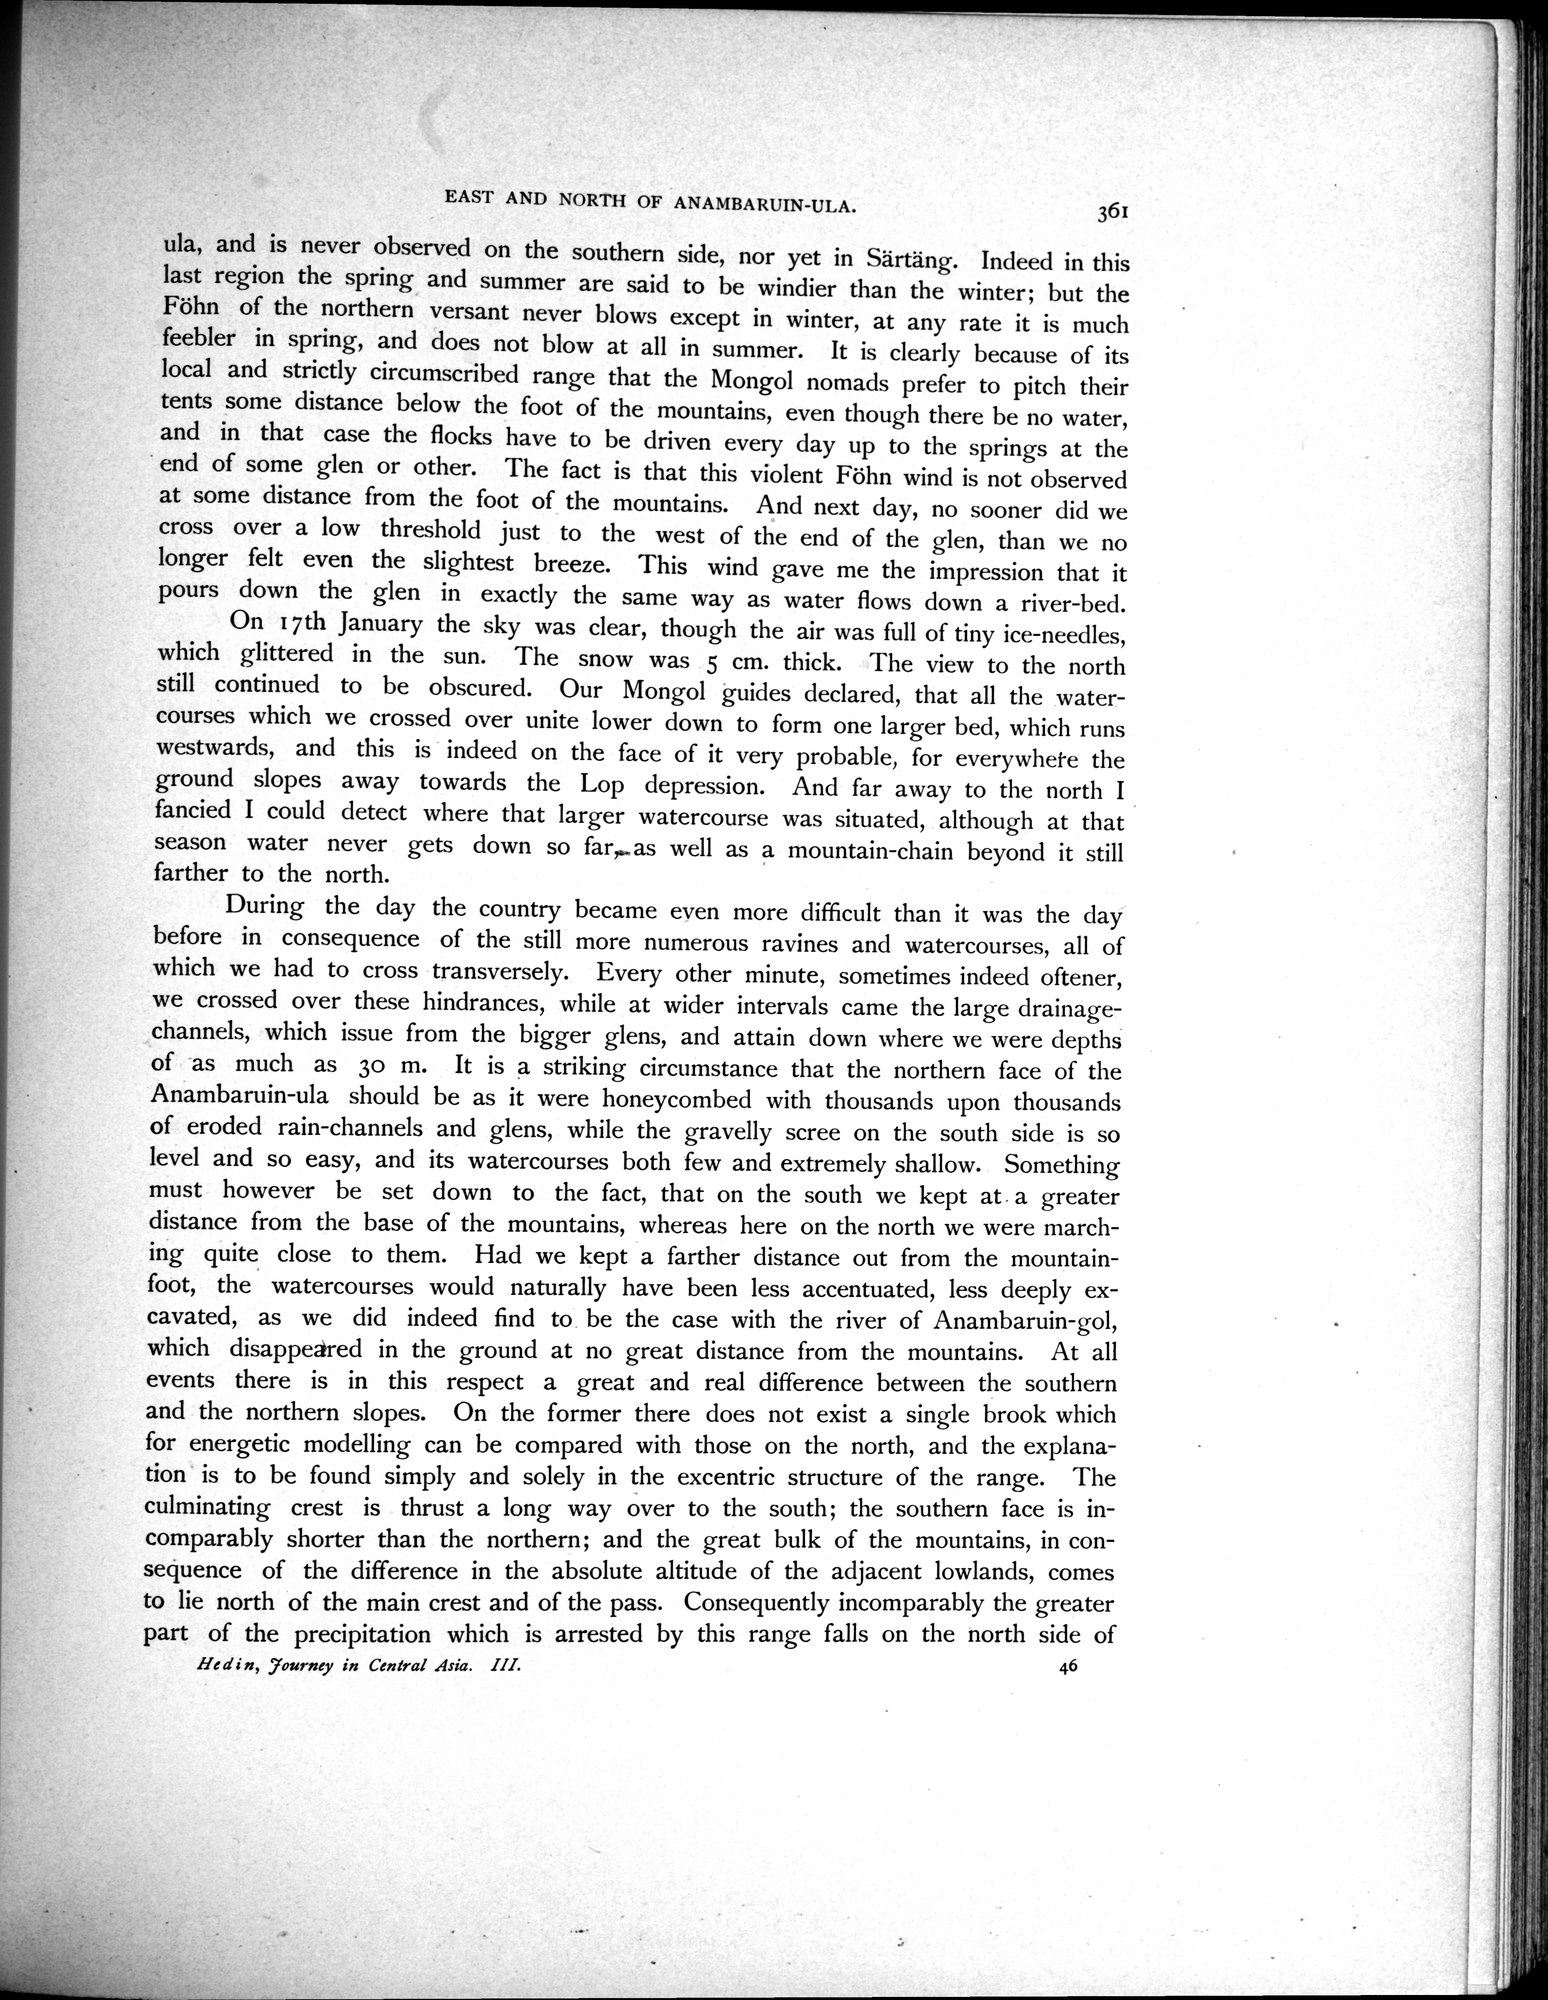 EAST AND NORTH OF ANAMBARUIN-ULA. 361
ula, and is never observed on the southern side, nor yet in Särtäng. Indeed in this
last region the spring and summer are said to be windier than the winter; but the
Föhn of the northern versant never blows except in winter, at any rate it is much
feebler in spring, and does not blow at all in summer. It is clearly because of its
local and strictly circumscribed range that the Mongol nomads prefer to pitch their
tents some distance below the foot of the mountains, even though there be no water,
and in that case the flocks have to be driven every day up to the springs at the
end of some glen or other. The fact is that this violent Föhn wind is not observed
at some distance from the foot of the mountains. And next day, no sooner did we
cross over a low threshold just to the west of the end of the glen, than we no
longer felt even the slightest breeze. This wind gave me the impression that it
pours down the glen in exactly the same way as water flows down a river-bed.
On 17th January the sky was clear, though the air was full of tiny ice-needles,
which glittered in the sun. The snow was 5 cm. thick. The view to the north
still continued to be obscured. Our Mongol guides declared, that all the water-
courses which we crossed over unite lower down to form one larger bed, which runs
westwards, and this is indeed on the face of it very probable, for everywhere the
ground slopes away towards the Lop depression. And far away to the north I
fancied I could detect where that larger watercourse was situated, although at that
season water never gets down so far, as well as a mountain-chain beyond it still
farther to the north.
During the day the country became even more difficult than it was the day
before in consequence of the still more numerous ravines and watercourses, all of
which we had to cross transversely. Every other minute, sometimes indeed oftener,
we crossed over these hindrances, while at wider intervals came the large drainage-
channels, which issue from the bigger glens, and attain down where we were depths
of as much as 30 m. It is a striking circumstance that the northern face of the
Anambaruin-ula should be as it were honeycombed with thousands upon thousands
of eroded rain-channels and glens, while the gravelly scree on the south side is so
level and so easy, and its watercourses both few and extremely shallow. Something
must however be set down to the fact, that on the south we kept at a greater
distance from the base of the mountains, whereas here on the north we were march-
ing quite close to them. Had we kept a farther distance out from the mountain-
foot, the watercourses would naturally have been less accentuated, less deeply ex-
cavated, as we did indeed find to be the case with the river of Anambaruin-gol,
which disappeared in the ground at no great distance from the mountains. At all
events there is in this respect a great and real difference between the southern
and the northern slopes. On the former there does not exist a single brook which
for energetic modelling can be compared with those on the north, and the explana-
tion is to be found simply and solely in the excentric structure of the range. The
culminating crest is thrust a long way over to the south; the southern face is in-
comparably shorter than the northern; and the great bulk of the mountains, in con-
sequence of the difference in the absolute altitude of the adjacent lowlands, comes
to lie north of the main crest and of the pass. Consequently incomparably the greater
part of the precipitation which is arrested by this range falls on the north side of
Hedin, Journey in Central Asia. III. 46